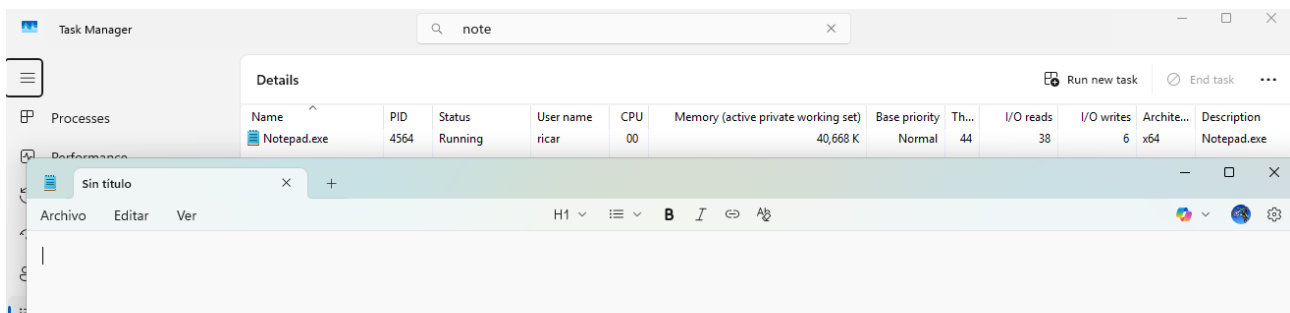 Task Manager
note
Details
Run new task
End task
Processes
Name PID Status User name CPU Memory (active private working set) Base priority Th... I/O reads I/O writes Archite... Description
Notepad.exe 4564 Running ricar 00 40,668 K Normal 44 38 6 x64 Notepad.exe
Performance
Sin título
Archivo Editar Ver H1 B I